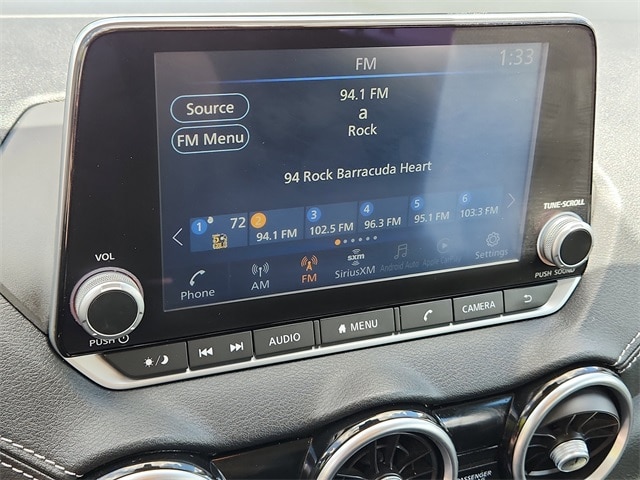 FM
1:33
Source
94.1 FM
a
FM Menu
Rock
94 Rock Barracuda Heart
1 72 2 94.1 FM 3 102.5 FM 4 96.3 FM 5 95.1 FM 6 103.3 FM
Phone AM FM sxm SiriusXM Android Auto Apple CarPlay Settings
TUNE-SCROLL
PUSH SOUND
VOL
PUSH
AUDIO MENU CAMERA
PASSENGER